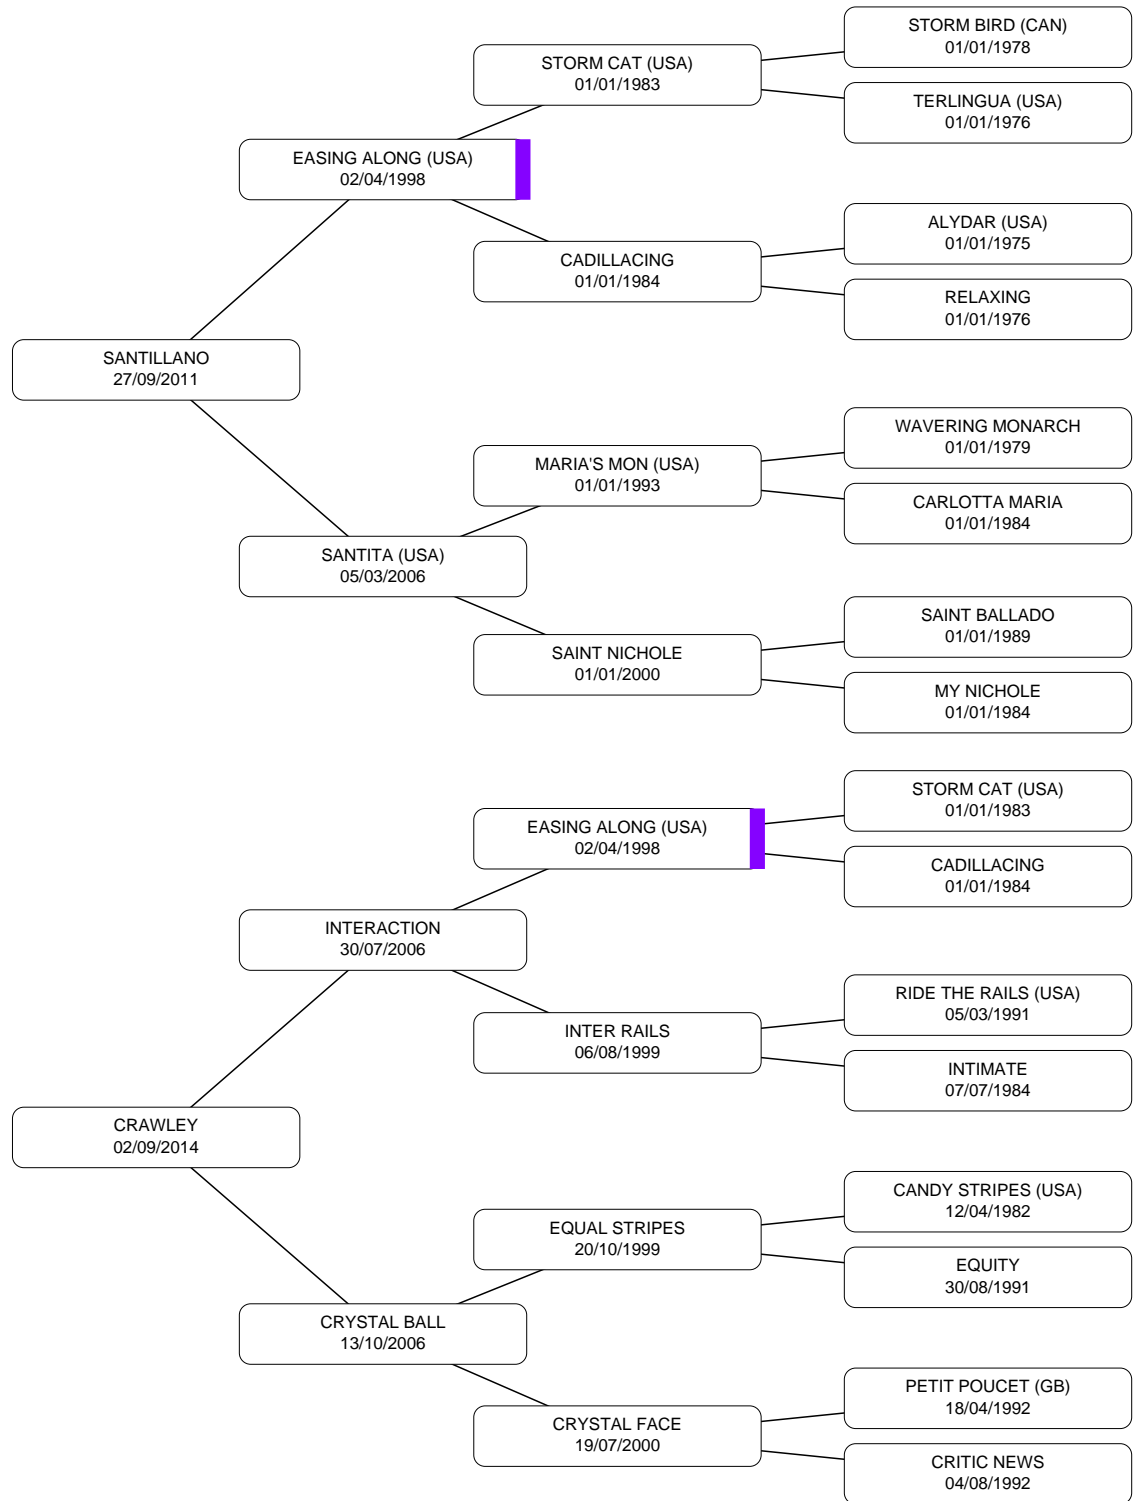 STORM BIRD (CAN)
01/01/1978
STORM CAT (USA)
01/01/1983
TERLINGUA (USA)
01/01/1976
EASING ALONG (USA)
02/04/1998
ALYDAR (USA)
01/01/1975
CADILLACING
01/01/1984
RELAXING
01/01/1976
SANTILLANO
27/09/2011
WAVERING MONARCH
01/01/1979
MARIA'S MON (USA)
01/01/1993
CARLOTTA MARIA
01/01/1984
SANTITA (USA)
05/03/2006
SAINT BALLADO
01/01/1989
SAINT NICHOLE
01/01/2000
MY NICHOLE
01/01/1984
STORM CAT (USA)
01/01/1983
EASING ALONG (USA)
02/04/1998
CADILLACING
01/01/1984
INTERACTION
30/07/2006
RIDE THE RAILS (USA)
05/03/1991
INTER RAILS
06/08/1999
INTIMATE
07/07/1984
CRAWLEY
02/09/2014
CANDY STRIPES (USA)
12/04/1982
EQUAL STRIPES
20/10/1999
EQUITY
30/08/1991
CRYSTAL BALL
13/10/2006
PETIT POUCET (GB)
18/04/1992
CRYSTAL FACE
19/07/2000
CRITIC NEWS
04/08/1992